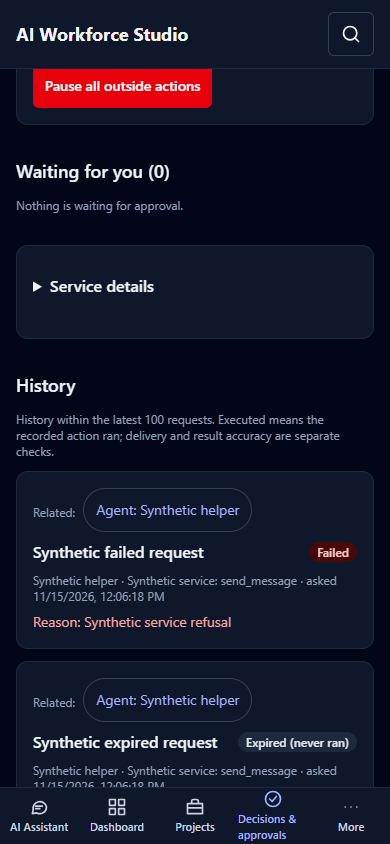 AI Workforce Studio
Pause all outside actions
Waiting for you (0)
Nothing is waiting for approval.
Service details
History
History within the latest 100 requests. Executed means the
recorded action ran; delivery and result accuracy are separate
checks.
Related: Agent: Synthetic helper
Synthetic failed request Failed
Synthetic helper · Synthetic service: send_message · asked
11/15/2026, 12:06:18 PM
Reason: Synthetic service refusal
Related: Agent: Synthetic helper
Synthetic expired request Expired (never ran)
Synthetic helper · Synthetic service: send_message · asked
11/15/2026, 12:06:18 PM
AI Assistant Dashboard Projects Decisions & approvals More